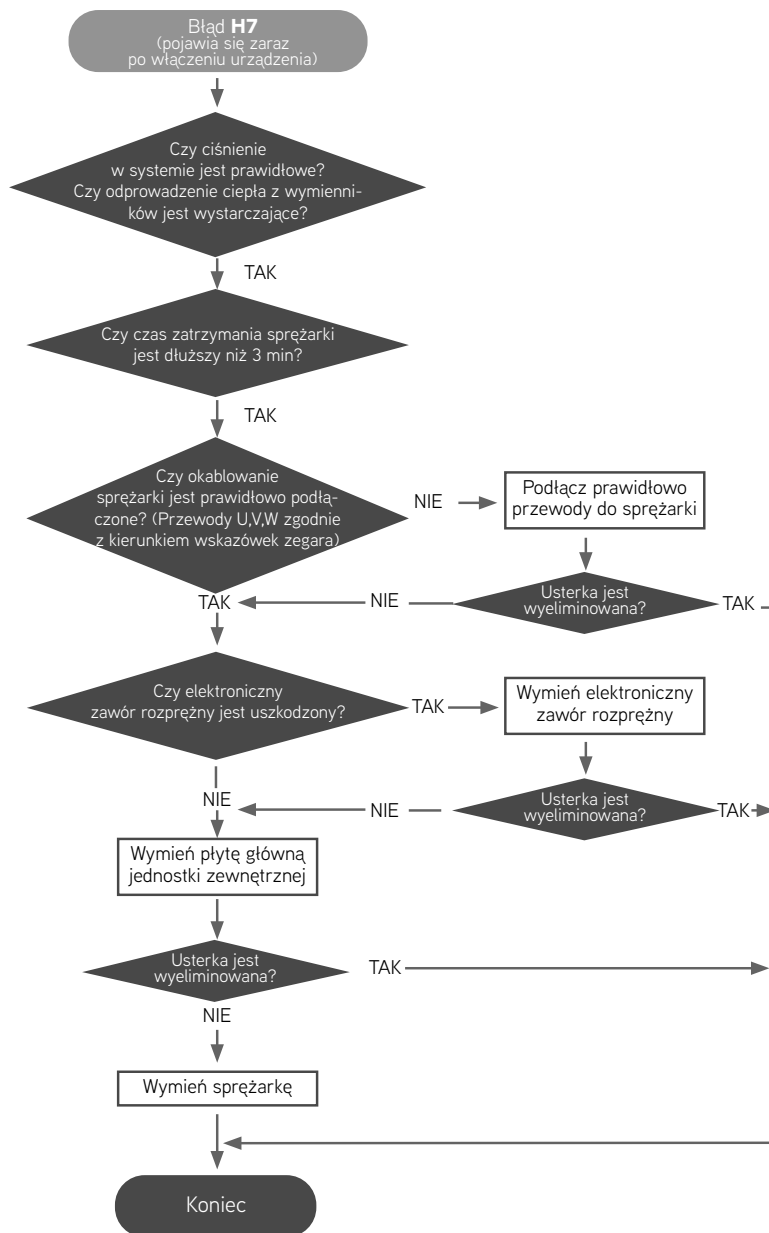 Błąd H7
(pojawia się zaraz
po włączeniu urządzenia)
Czy ciśnienie
w systemie jest prawidłowe?
Czy odprowadzenie ciepła z wymienni-
ków jest wystarczające?
TAK
Czy czas zatrzymania sprężarki
jest dłuższy niż 3 min?
TAK
Czy okablowanie
sprężarki jest prawidłowo podłą-
czone? (Przewody U,V,W zgodnie
z kierunkiem wskazówek zegara)
NIE
Podłącz prawidłowo
przewody do sprężarki
TAK
NIE
Usterka jest
wyeliminowana?
TAK
Czy elektroniczny
zawór rozprężny jest uszkodzony?
TAK
Wymień elektroniczny
zawór rozprężny
NIE
NIE
Usterka jest
wyeliminowana?
TAK
Wymień płytę główną
jednostki zewnętrznej
Usterka jest
wyeliminowana?
TAK
NIE
Wymień sprężarkę
Koniec